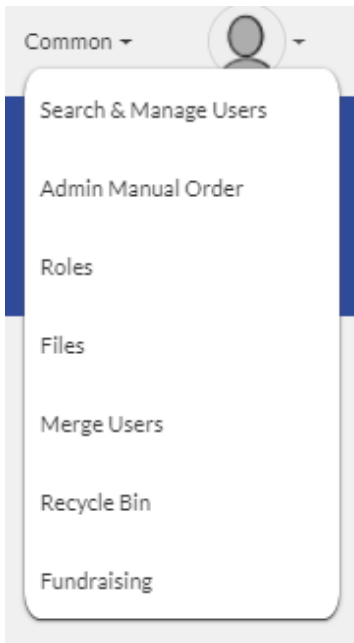 Common
Search & Manage Users
Admin Manual Order
Roles
Files
Merge Users
Recycle Bin
Fundraising